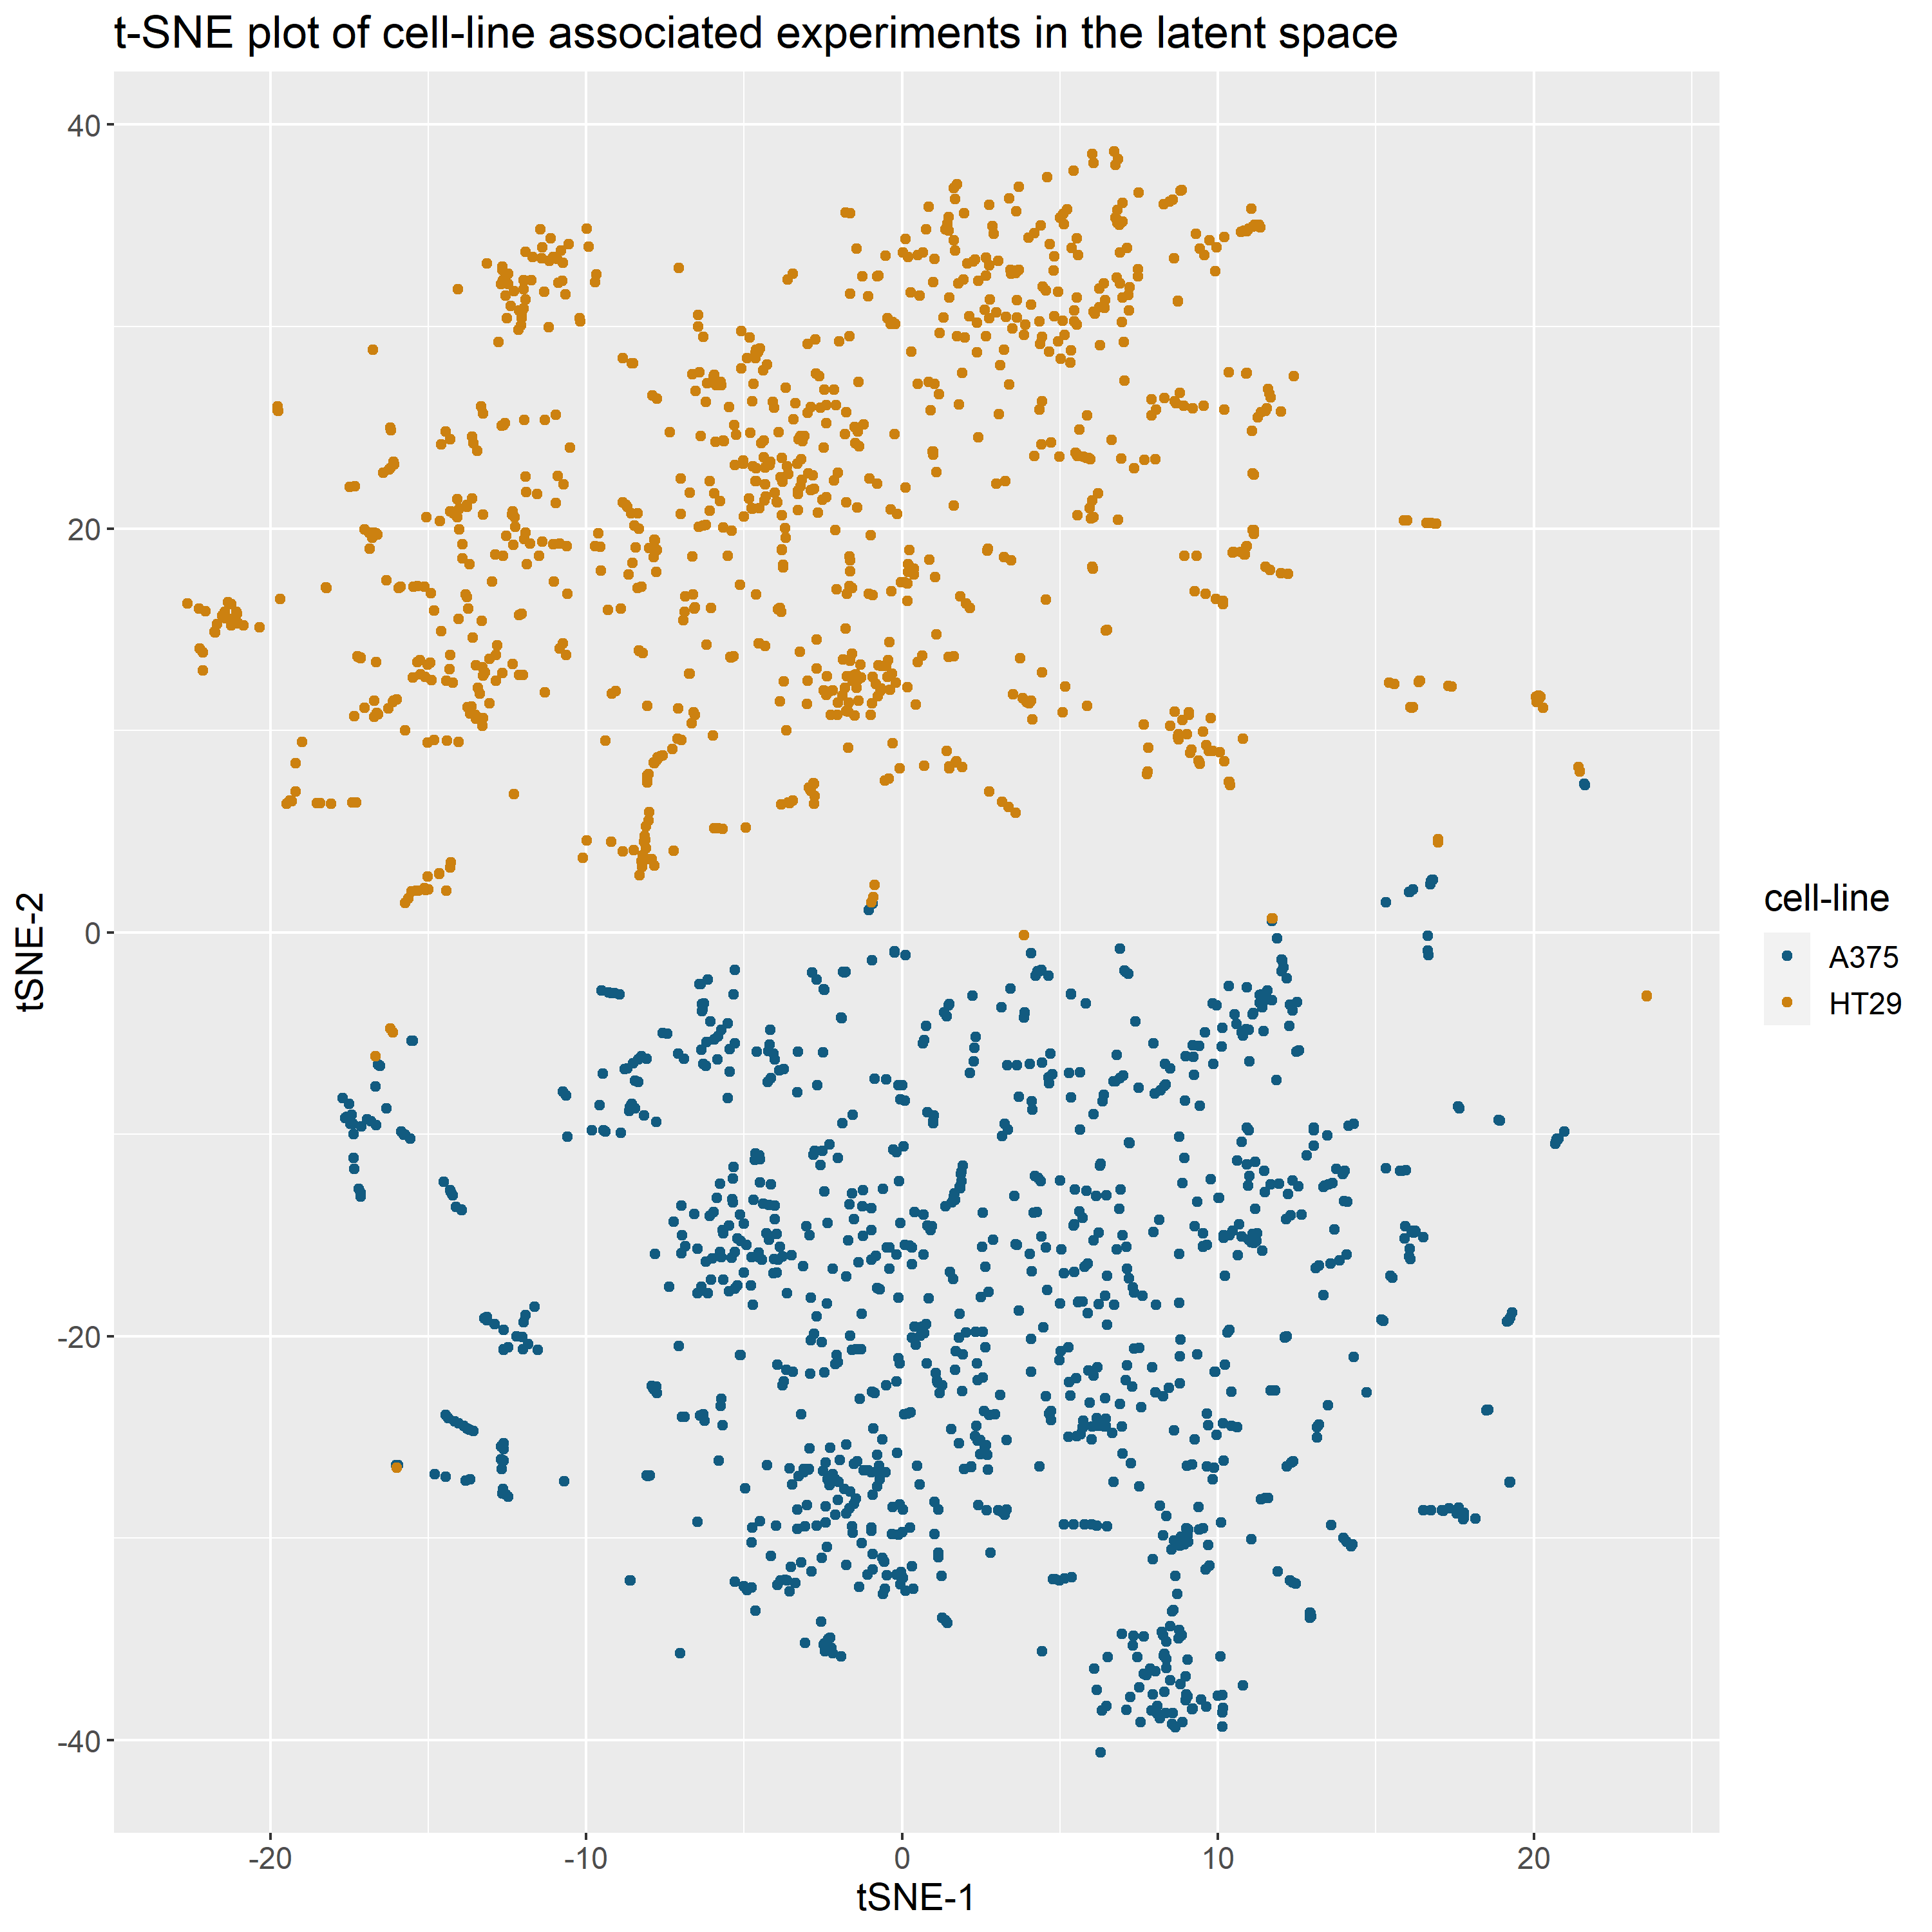 t-SNE plot of cell-line associated experiments in the latent space
40
20
0
-20
-40
tSNE-2
-20
-10
0
10
20
tSNE-1
cell-line
A375
HT29